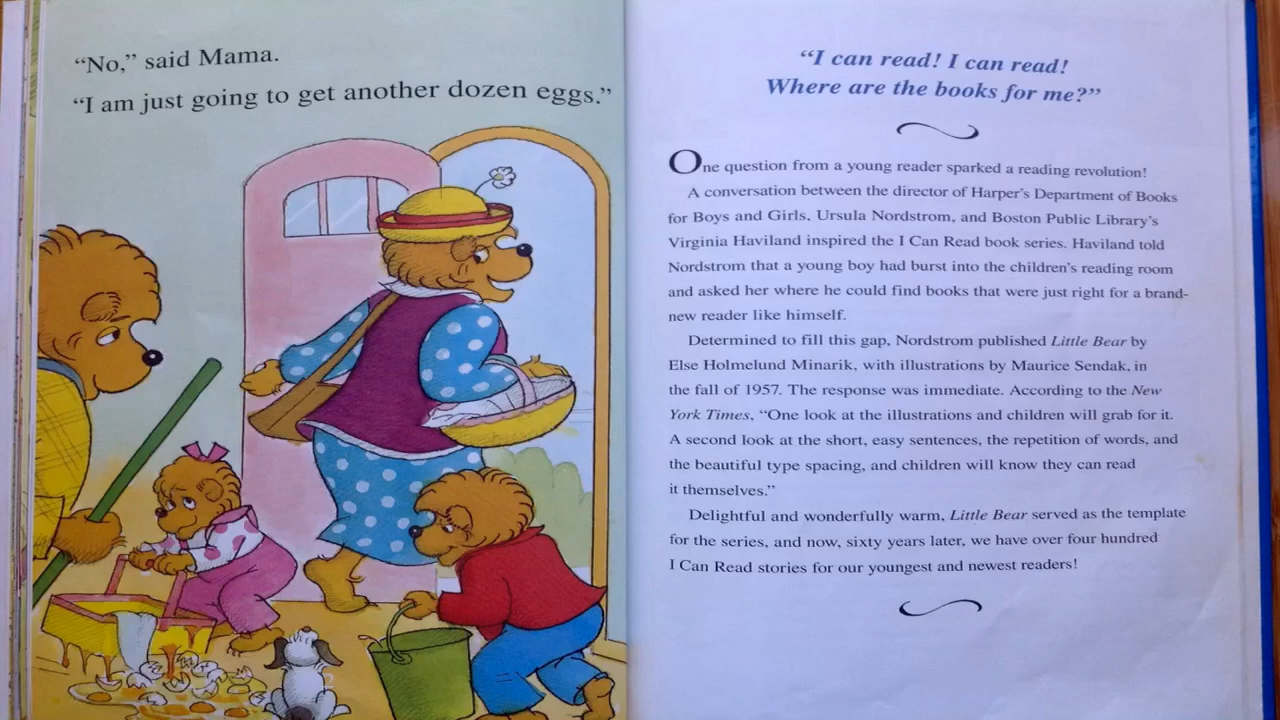 “No,” said Mama.
“I am just going to get another dozen eggs.”
“I can read! I can read!
Where are the books for me?”
One question from a young reader sparked a reading revolution!
A conversation between the director of Harper’s Department of Books
for Boys and Girls, Ursula Nordstrom, and Boston Public Library’s
Virginia Haviland inspired the I Can Read book series. Haviland told
Nordstrom that a young boy had burst into the children’s reading room
and asked her where he could find books that were just right for a brand-
new reader like himself.
Determined to fill this gap, Nordstrom published Little Bear by
Else Holmelund Minarik, with illustrations by Maurice Sendak, in
the fall of 1957. The response was immediate. According to the New
York Times, “One look at the illustrations and children will grab for it.
A second look at the short, easy sentences, the repetition of words, and
the beautiful type spacing, and children will know they can read
it themselves.”
Delightful and wonderfully warm, Little Bear served as the template
for the series, and now, sixty years later, we have over four hundred
I Can Read stories for our youngest and newest readers!